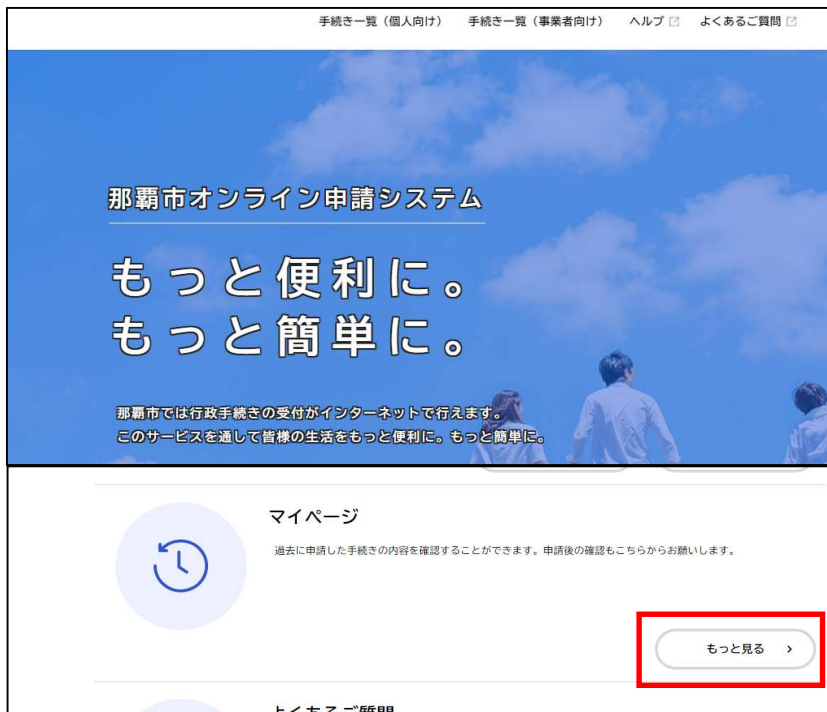 手続き一覧（個人向け） 手続き一覧（事業者向け） ヘルプ よくあるご質問
那覇市オンライン申請システム
もっと便利に。
もっと簡単に。
那覇市では行政手続きの受付がインターネットで行えます。
このサービスを通して皆様の生活をもっと便利に。もっと簡単に。
マイページ
過去に申請した手続きの内容を確認することができます。申請後の確認もこちらからお願いします。
もっと見る ›
よくあるご質問